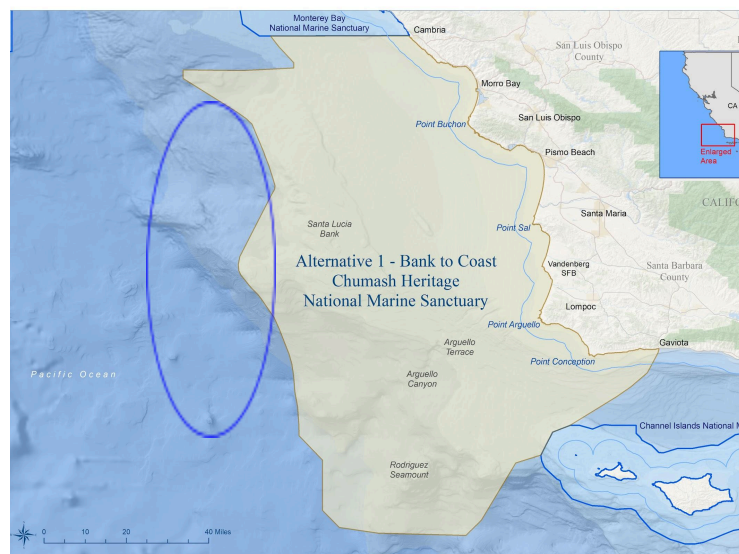 Monterey Bay
National Marine Sanctuary
Cambria
San Luis Obispo
County
Morro Bay
CA
Point Buchon
San Luis Obispo
Enlarged
Area
Pismo Beach
CALIF
Santa Lucia
Bank
Point Sal
Santa Maria
Alternative 1 - Bank to Coast
Chumash Heritage
National Marine Sanctuary
Vandenberg
SFB
Santa Barbara
County
Lompoc
Point Arguello
Arguello
Terrace
Gaviota
Point Conception
Pacific Ocean
Arguello
Canyon
Channel Islands National M
Rodriguez
Seamount
0 10 20 40 Miles